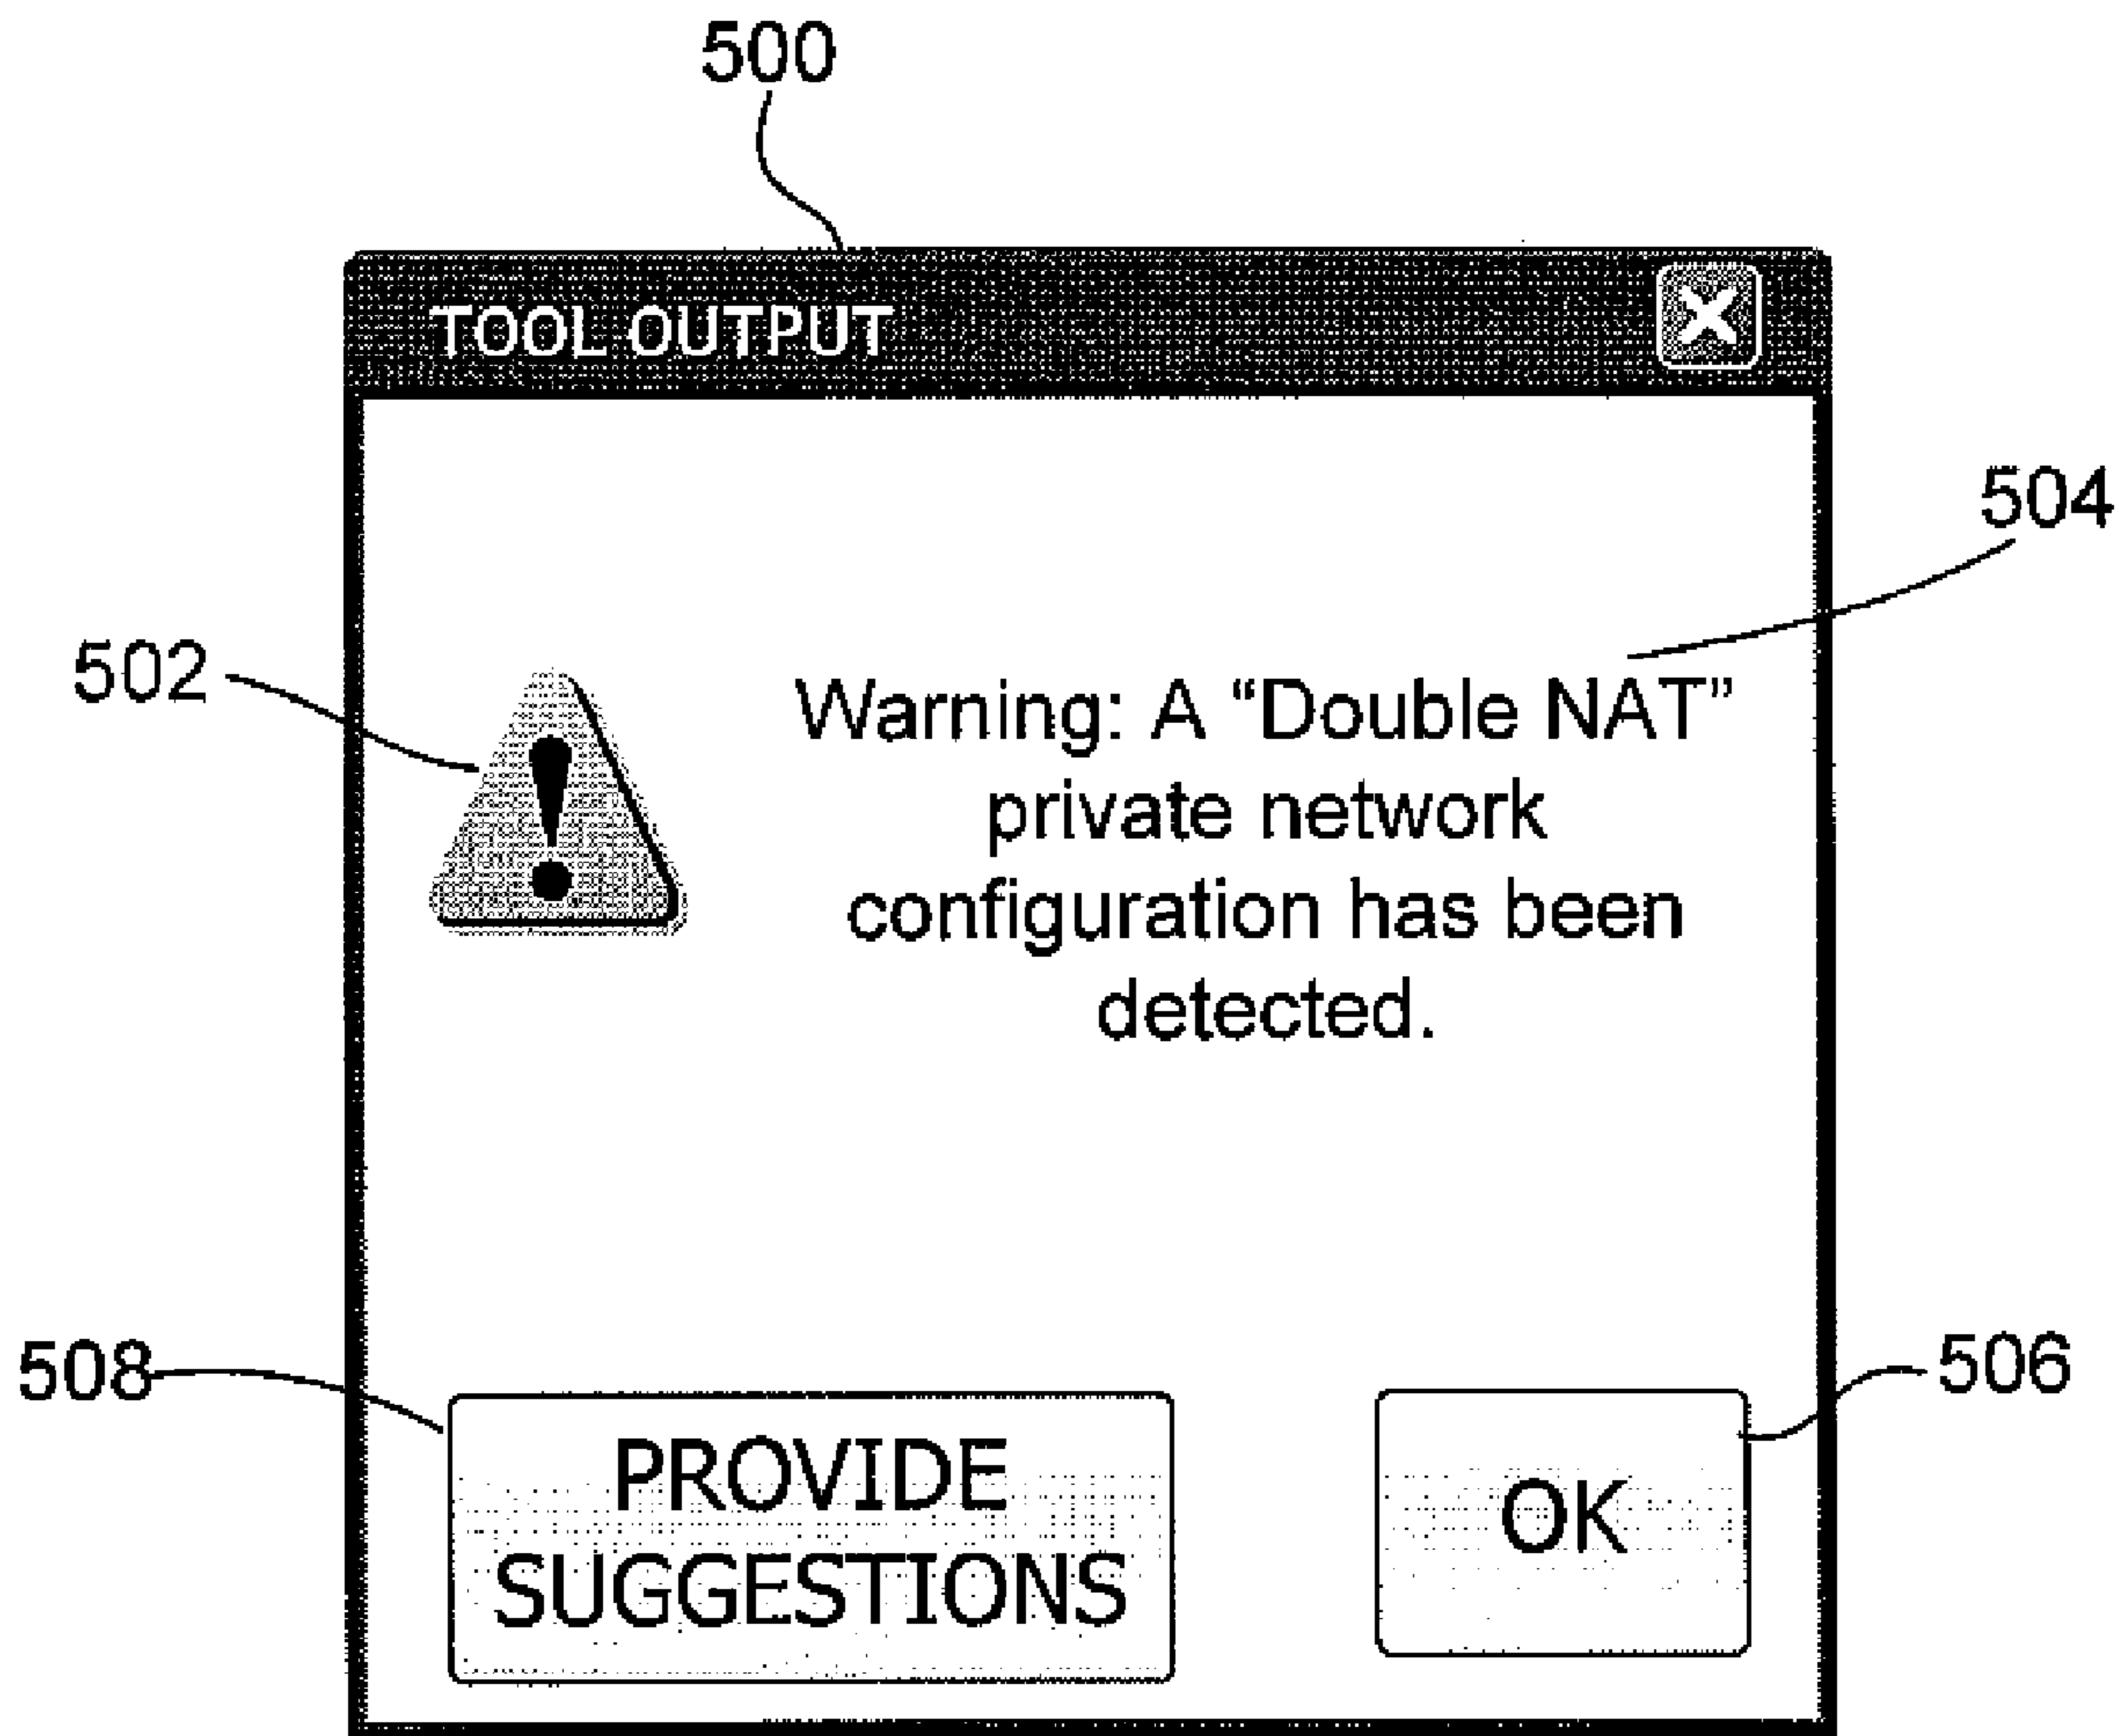 500
TOOL OUTPUT
504
502
Warning: A “Double NAT”
private network
configuration has been
detected.
508
506
PROVIDE
SUGGESTIONS
OK